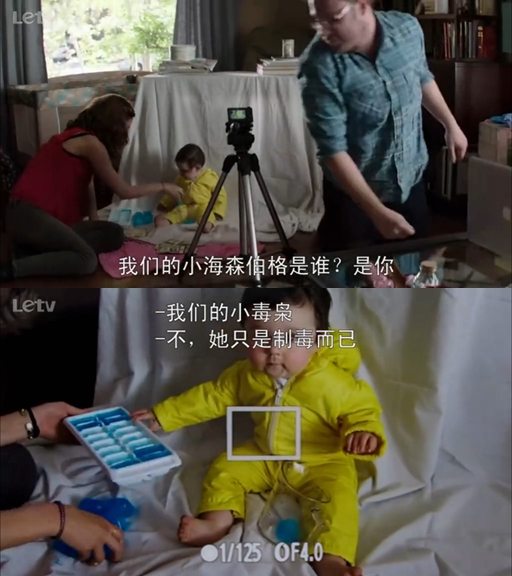 Letv
我们的小海森伯格是谁？是你
Letv
-我们的小毒枭
-不，她只是制毒而已
1/125 OF4.0